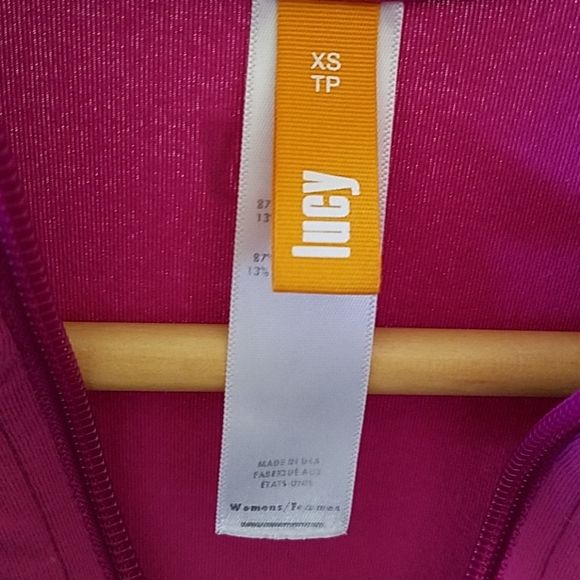 XS
TP
lucy
87
13
87%
13%
MADE IN USA
FABRIQUÉ AUX
ÉTATS-UNIS
Womens/Femmes